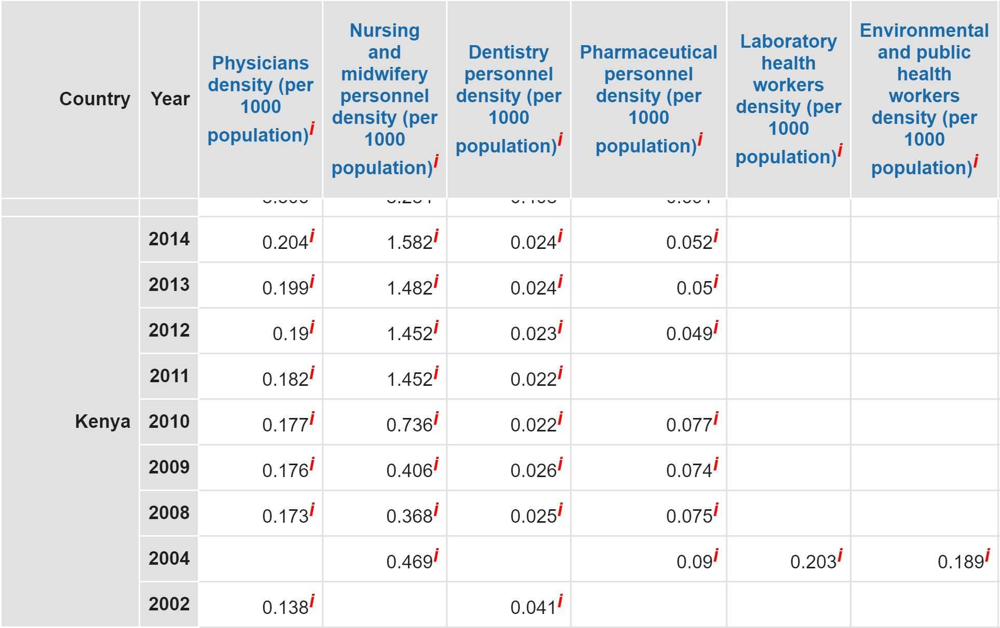 Country Year Physicians density (per 1000 population)i Nursing and midwifery personnel density (per 1000 population)i Dentistry personnel density (per 1000 population)i Pharmaceutical personnel density (per 1000 population)i Laboratory health workers density (per 1000 population)i Environmental and public health workers density (per 1000 population)i
2014 0.204i 1.582i 0.024i 0.052i
2013 0.199i 1.482i 0.024i 0.05i
2012 0.19i 1.452i 0.023i 0.049i
2011 0.182i 1.452i 0.022i
Kenya 2010 0.177i 0.736i 0.022i 0.077i
2009 0.176i 0.406i 0.026i 0.074i
2008 0.173i 0.368i 0.025i 0.075i
2004 0.469i 0.09i 0.203i 0.189i
2002 0.138i 0.041i